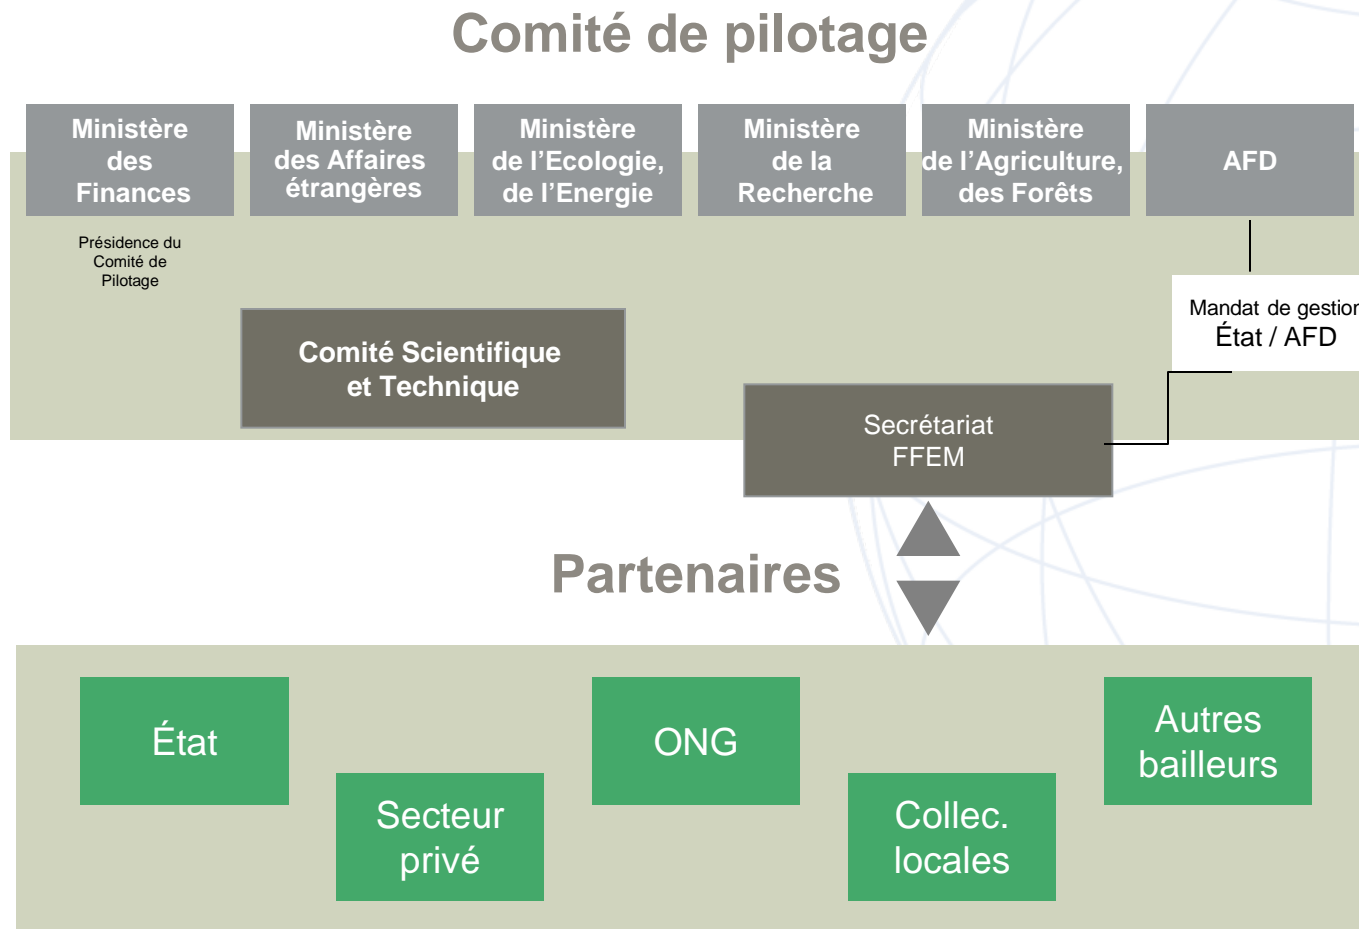 Comité de pilotage
Ministère
des
Finances
Ministère
des Affaires
étrangères
Ministère
de l’Ecologie,
de l’Energie
Ministère
de la
Recherche
Ministère
de l’Agriculture,
des Forêts
AFD
Présidence du
Comité de
Pilotage
Mandat de gestion
État / AFD
Comité Scientifique
et Technique
Secrétariat
FFEM
Partenaires
État
Secteur
privé
ONG
Collec.
locales
Autres
bailleurs